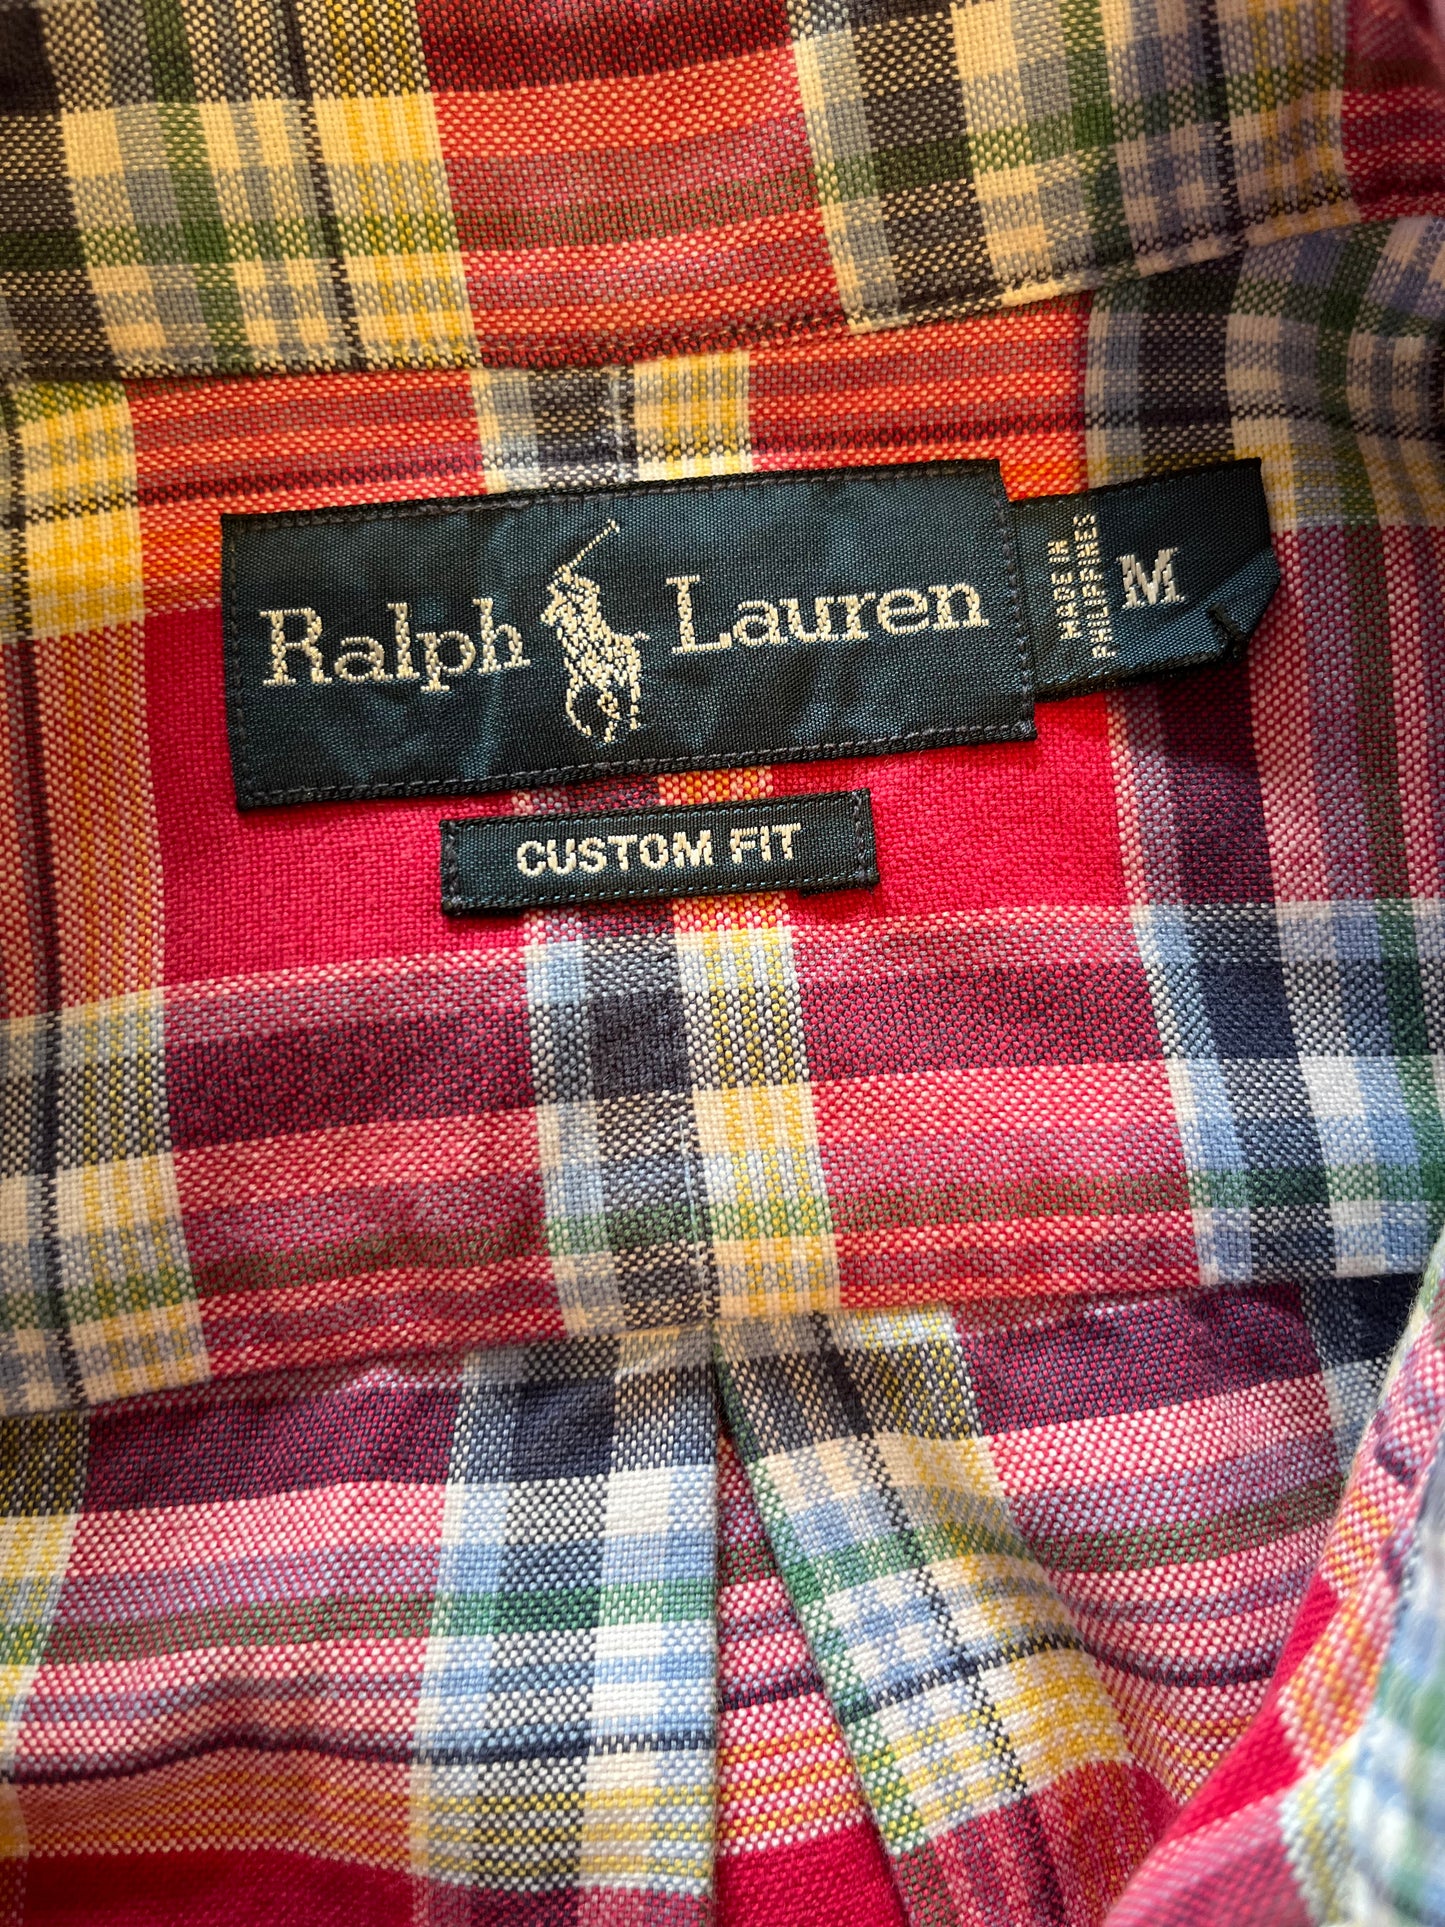 Ralph Lauren
MADE IN
PHILIPPINES
M
CUSTOM FIT